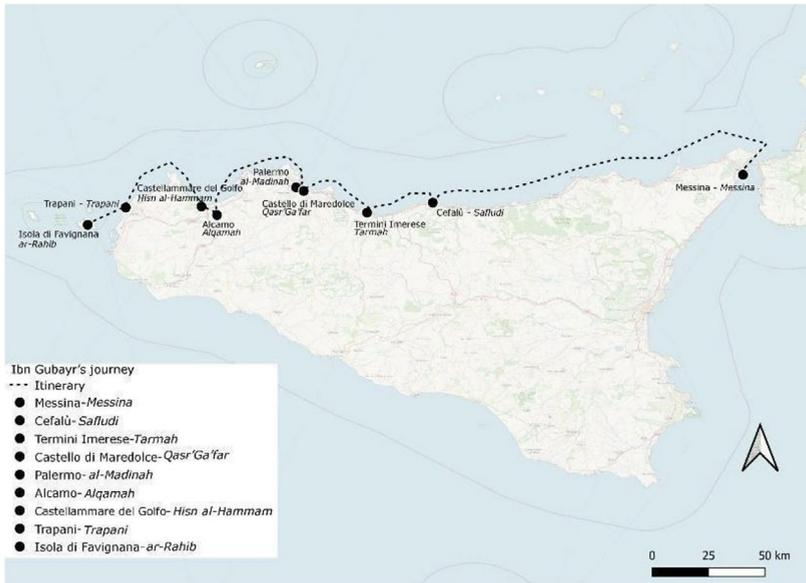 Palermo
al-Madinah
Castellammare del Golfo
Hisn al-Hammam
Trapani - Trapani
Castello di Maredolce
Qasr'Ga'far
Messina - Messina
Isola di Favignana
ar-Rahib
Alcamo
Alqamah
Termini Imerese
Tarmah
Cefalù - Safludi
Ibn Gubayr's journey
Itinerary
Messina-Messina
Cefalù-Safludi
Termini Imerese-Tarmah
Castello di Maredolce-Qasr'Ga'far
Palermo- al-Madinah
Alcamo-Alqamah
Castellammare del Golfo-Hisn al-Hammam
Trapani-Trapani
Isola di Favignana-ar-Rahib
0 25 50 km